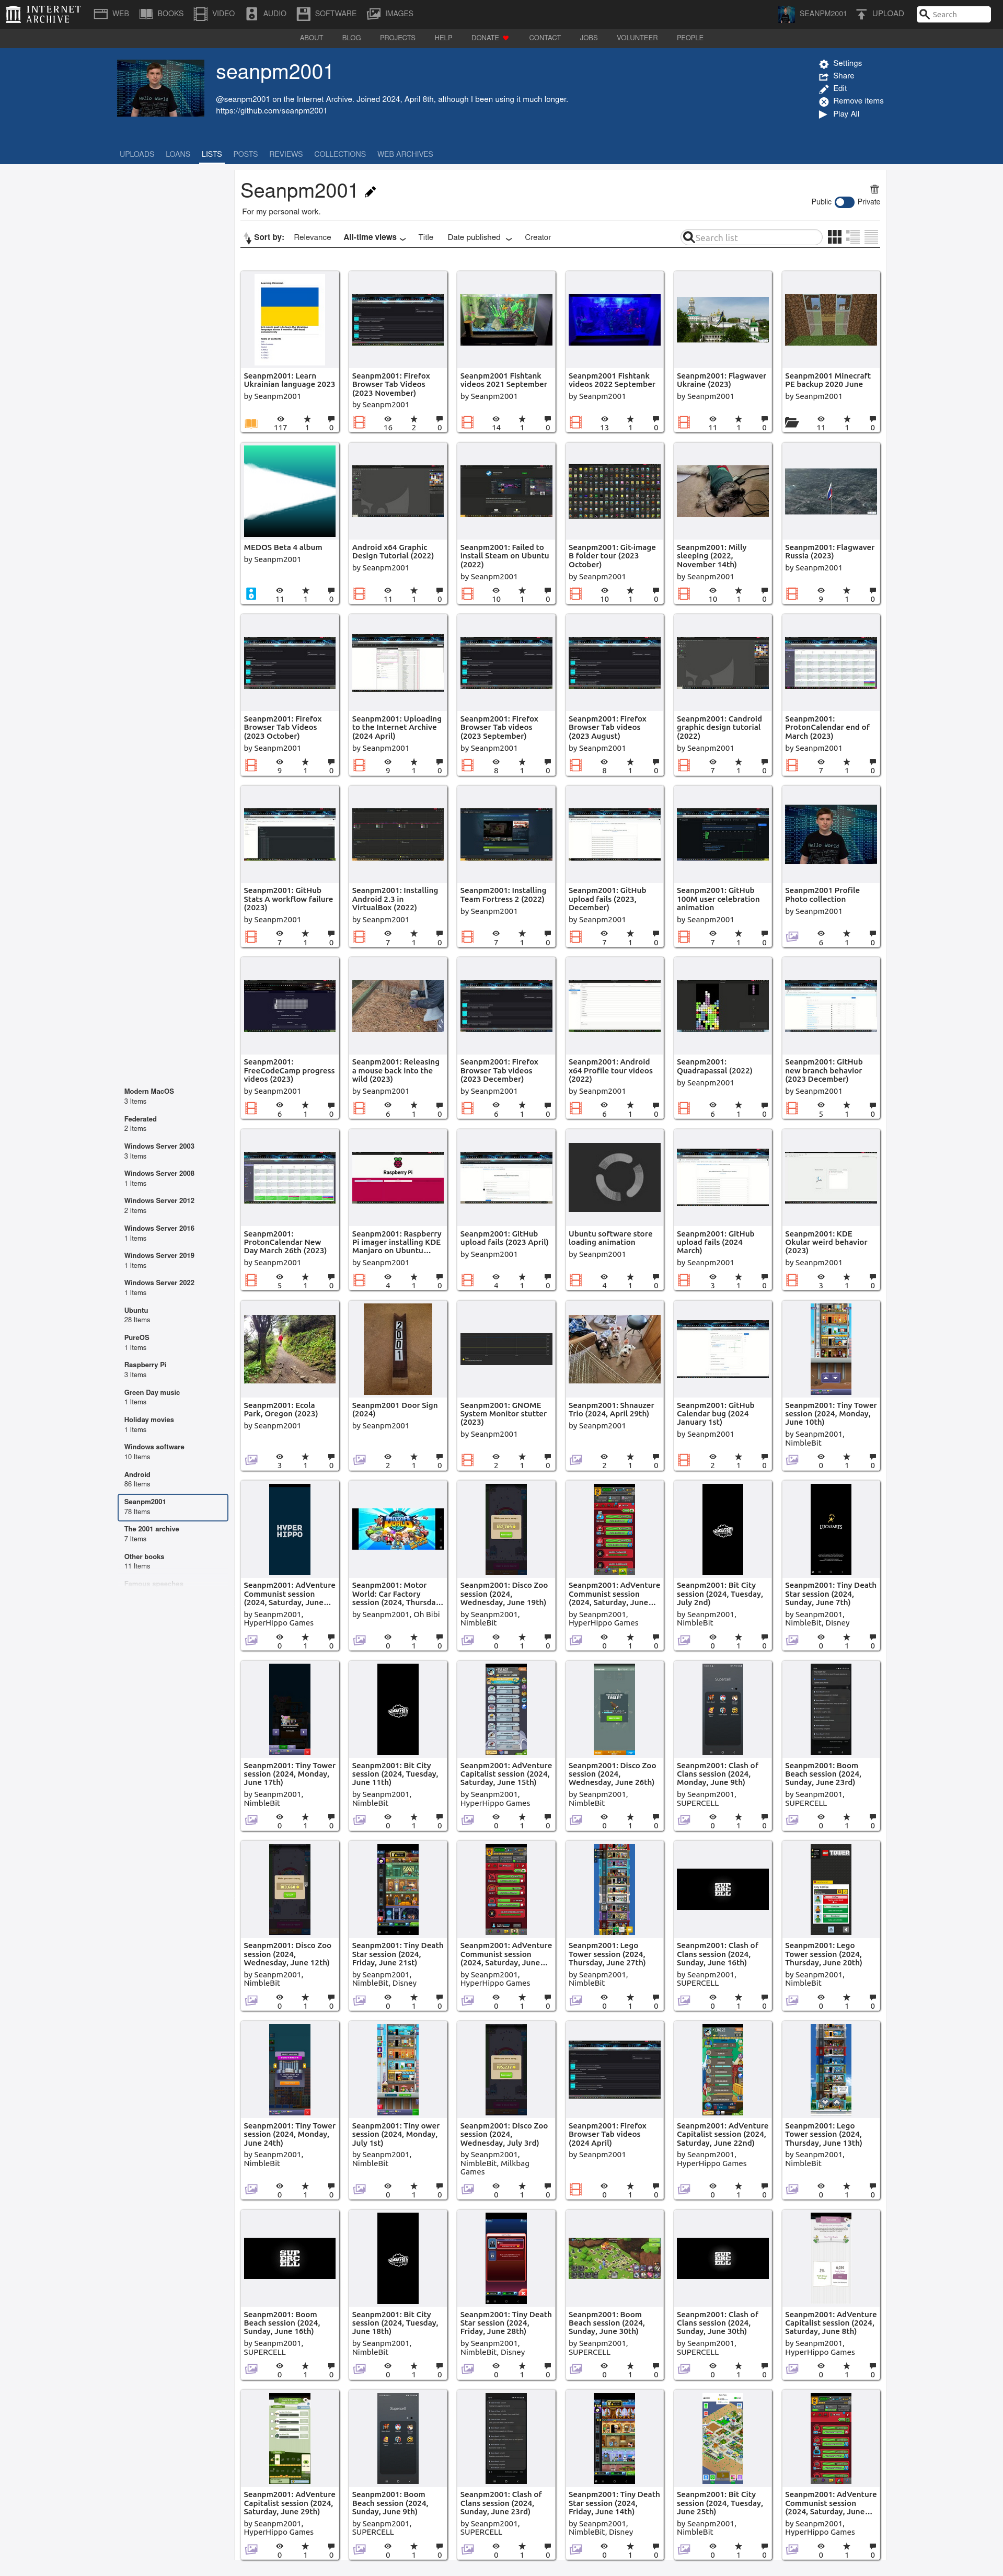 INTERNET ARCHIVE
WEB BOOKS VIDEO AUDIO SOFTWARE IMAGES
SEANPM2001 UPLOAD Search
ABOUT BLOG PROJECTS HELP DONATE CONTACT JOBS VOLUNTEER PEOPLE
seanpm2001
@seanpm2001 on the Internet Archive. Joined 2024, April 8th, although I been using it much longer.
https://github.com/seanpm2001
Settings
Share
Edit
Remove items
Play All
UPLOADS LOANS LISTS POSTS REVIEWS COLLECTIONS WEB ARCHIVES
Seanpm2001
For my personal work.
Public Private
Sort by: Relevance All-time views Title Date published Creator
Search list
Seanpm2001: Learn Ukrainian language 2023
by Seanpm2001
117 1 0
Seanpm2001: Firefox Browser Tab Videos (2023 November)
by Seanpm2001
16 2 0
Seanpm2001 Fishtank videos 2021 September
by Seanpm2001
14 1 0
Seanpm2001 Fishtank videos 2022 September
by Seanpm2001
13 1 0
Seanpm2001: Flagwaver Ukraine (2023)
by Seanpm2001
11 1 0
Seanpm2001 Minecraft PE backup 2020 June
by Seanpm2001
11 1 0
MEDOS Beta 4 album
by Seanpm2001
11 1 0
Android x64 Graphic Design Tutorial (2022)
by Seanpm2001
11 1 0
Seanpm2001: Failed to install Steam on Ubuntu (2022)
by Seanpm2001
10 1 0
Seanpm2001: Git-image B folder tour (2023 October)
by Seanpm2001
10 1 0
Seanpm2001: Milly sleeping (2022, November 14th)
by Seanpm2001
10 1 0
Seanpm2001: Flagwaver Russia (2023)
by Seanpm2001
9 1 0
Seanpm2001: Firefox Browser Tab Videos (2023 October)
by Seanpm2001
9 1 0
Seanpm2001: Uploading to the Internet Archive (2024 April)
by Seanpm2001
9 1 0
Seanpm2001: Firefox Browser Tab videos (2023 September)
by Seanpm2001
8 1 0
Seanpm2001: Firefox Browser Tab videos (2023 August)
by Seanpm2001
8 1 0
Seanpm2001: Candroid graphic design tutorial (2022)
by Seanpm2001
7 1 0
Seanpm2001: ProtonCalendar end of March (2023)
by Seanpm2001
7 1 0
Seanpm2001: GitHub Stats A workflow failure (2023)
by Seanpm2001
7 1 0
Seanpm2001: Installing Android 2.3 in VirtualBox (2022)
by Seanpm2001
7 1 0
Seanpm2001: Installing Team Fortress 2 (2022)
by Seanpm2001
7 1 0
Seanpm2001: GitHub upload fails (2023, December)
by Seanpm2001
7 1 0
Seanpm2001: GitHub 100M user celebration animation
by Seanpm2001
7 1 0
Seanpm2001 Profile Photo collection
by Seanpm2001
6 1 0
Seanpm2001: FreeCodeCamp progress videos (2023)
by Seanpm2001
6 1 0
Seanpm2001: Releasing a mouse back into the wild (2023)
by Seanpm2001
6 1 0
Seanpm2001: Firefox Browser Tab videos (2023 December)
by Seanpm2001
6 1 0
Seanpm2001: Android x64 Profile tour videos (2022)
by Seanpm2001
6 1 0
Seanpm2001: Quadrapassal (2022)
by Seanpm2001
6 1 0
Seanpm2001: GitHub new branch behavior (2023 December)
by Seanpm2001
5 1 0
Modern MacOS
3 Items
Federated
2 Items
Windows Server 2003
3 Items
Windows Server 2008
1 Items
Windows Server 2012
2 Items
Windows Server 2016
1 Items
Windows Server 2019
1 Items
Windows Server 2022
1 Items
Ubuntu
28 Items
PureOS
1 Items
Raspberry Pi
3 Items
Green Day music
1 Items
Holiday movies
1 Items
Windows software
10 Items
Android
86 Items
Seanpm2001
78 Items
The 2001 archive
7 Items
Other books
11 Items
Raspberry Pi
Seanpm2001: ProtonCalendar New Day March 26th (2023)
by Seanpm2001
5 1 0
Seanpm2001: Raspberry Pi imager installing KDE Manjaro on Ubuntu...
by Seanpm2001
4 1 0
Seanpm2001: GitHub upload fails (2023 April)
by Seanpm2001
4 1 0
Ubuntu software store loading animation
by Seanpm2001
4 1 0
Seanpm2001: GitHub upload fails (2024 March)
by Seanpm2001
3 1 0
Seanpm2001: KDE Okular weird behavior (2023)
by Seanpm2001
3 1 0
Seanpm2001: Ecola Park, Oregon (2023)
by Seanpm2001
3 1 0
Seanpm2001 Door Sign (2024)
by Seanpm2001
2 1 0
Seanpm2001: GNOME System Monitor stutter (2023)
by Seanpm2001
2 1 0
Seanpm2001: Shnauzer Trio (2024, April 29th)
by Seanpm2001
2 1 0
Seanpm2001: GitHub Calendar bug (2024 January 1st)
by Seanpm2001
2 1 0
Seanpm2001: Tiny Tower session (2024, Monday, June 10th)
by Seanpm2001, NimbleBit
0 1 0
HYPER HIPPO
Seanpm2001: AdVenture Communist session (2024, Saturday, June...
by Seanpm2001, HyperHippo Games
0 1 0
Seanpm2001: Motor World: Car Factory session (2024, Thursda...
by Seanpm2001, Oh Bibi
0 1 0
Seanpm2001: Disco Zoo session (2024, Wednesday, June 19th)
by Seanpm2001, NimbleBit
0 1 0
Seanpm2001: AdVenture Communist session (2024, Saturday, June...
by Seanpm2001, HyperHippo Games
0 1 0
Seanpm2001: Bit City session (2024, Tuesday, July 2nd)
by Seanpm2001, NimbleBit
0 1 0
Seanpm2001: Tiny Death Star session (2024, Sunday, June 7th)
by Seanpm2001, NimbleBit, Disney
0 1 0
Seanpm2001: Tiny Tower session (2024, Monday, June 17th)
by Seanpm2001, NimbleBit
0 1 0
Seanpm2001: Bit City session (2024, Tuesday, June 11th)
by Seanpm2001, NimbleBit
0 1 0
Seanpm2001: AdVenture Capitalist session (2024, Saturday, June 15th)
by Seanpm2001, HyperHippo Games
0 1 0
Seanpm2001: Disco Zoo session (2024, Wednesday, June 26th)
by Seanpm2001, NimbleBit
0 1 0
Seanpm2001: Clash of Clans session (2024, Monday, June 9th)
by Seanpm2001, SUPERCELL
0 1 0
Seanpm2001: Boom Beach session (2024, Sunday, June 23rd)
by Seanpm2001, SUPERCELL
0 1 0
Seanpm2001: Disco Zoo session (2024, Wednesday, June 12th)
by Seanpm2001, NimbleBit
0 1 0
Seanpm2001: Tiny Death Star session (2024, Friday, June 21st)
by Seanpm2001, NimbleBit, Disney
0 1 0
Seanpm2001: AdVenture Communist session (2024, Saturday, June...
by Seanpm2001, HyperHippo Games
0 1 0
Seanpm2001: Lego Tower session (2024, Thursday, June 27th)
by Seanpm2001, NimbleBit
0 1 0
Seanpm2001: Clash of Clans session (2024, Sunday, June 16th)
by Seanpm2001, SUPERCELL
0 1 0
Seanpm2001: Lego Tower session (2024, Thursday, June 20th)
by Seanpm2001, NimbleBit
0 1 0
Seanpm2001: Tiny Tower session (2024, Monday, June 24th)
by Seanpm2001, NimbleBit
0 1 0
Seanpm2001: Tiny ower session (2024, Monday, July 1st)
by Seanpm2001, NimbleBit
0 1 0
Seanpm2001: Disco Zoo session (2024, Wednesday, July 3rd)
by Seanpm2001, NimbleBit, Milkbag Games
0 1 0
Seanpm2001: Firefox Browser Tab videos (2024 April)
by Seanpm2001
0 1 0
Seanpm2001: AdVenture Capitalist session (2024, Saturday, June 22nd)
by Seanpm2001, HyperHippo Games
0 1 0
Seanpm2001: Lego Tower session (2024, Thursday, June 13th)
by Seanpm2001, NimbleBit
0 1 0
Seanpm2001: Boom Beach session (2024, Sunday, June 16th)
by Seanpm2001, SUPERCELL
0 1 0
Seanpm2001: Bit City session (2024, Tuesday, June 18th)
by Seanpm2001, NimbleBit
0 1 0
Seanpm2001: Tiny Death Star session (2024, Friday, June 28th)
by Seanpm2001, NimbleBit, Disney
0 1 0
Seanpm2001: Boom Beach session (2024, Sunday, June 30th)
by Seanpm2001, SUPERCELL
0 1 0
Seanpm2001: Clash of Clans session (2024, Sunday, June 30th)
by Seanpm2001, SUPERCELL
0 1 0
Seanpm2001: AdVenture Capitalist session (2024, Saturday, June 8th)
by Seanpm2001, HyperHippo Games
0 1 0
Seanpm2001: AdVenture Capitalist session (2024, Saturday, June 29th)
by Seanpm2001, HyperHippo Games
0 1 0
Seanpm2001: Boom Beach session (2024, Sunday, June 9th)
by Seanpm2001, SUPERCELL
0 1 0
Seanpm2001: Clash of Clans session (2024, Sunday, June 23rd)
by Seanpm2001, SUPERCELL
0 1 0
Seanpm2001: Tiny Death Star session (2024, Friday, June 14th)
by Seanpm2001, NimbleBit, Disney
0 1 0
Seanpm2001: Bit City session (2024, Tuesday, June 25th)
by Seanpm2001, NimbleBit
0 1 0
Seanpm2001: AdVenture Communist session (2024, Saturday, June...
by Seanpm2001, HyperHippo Games
0 1 0